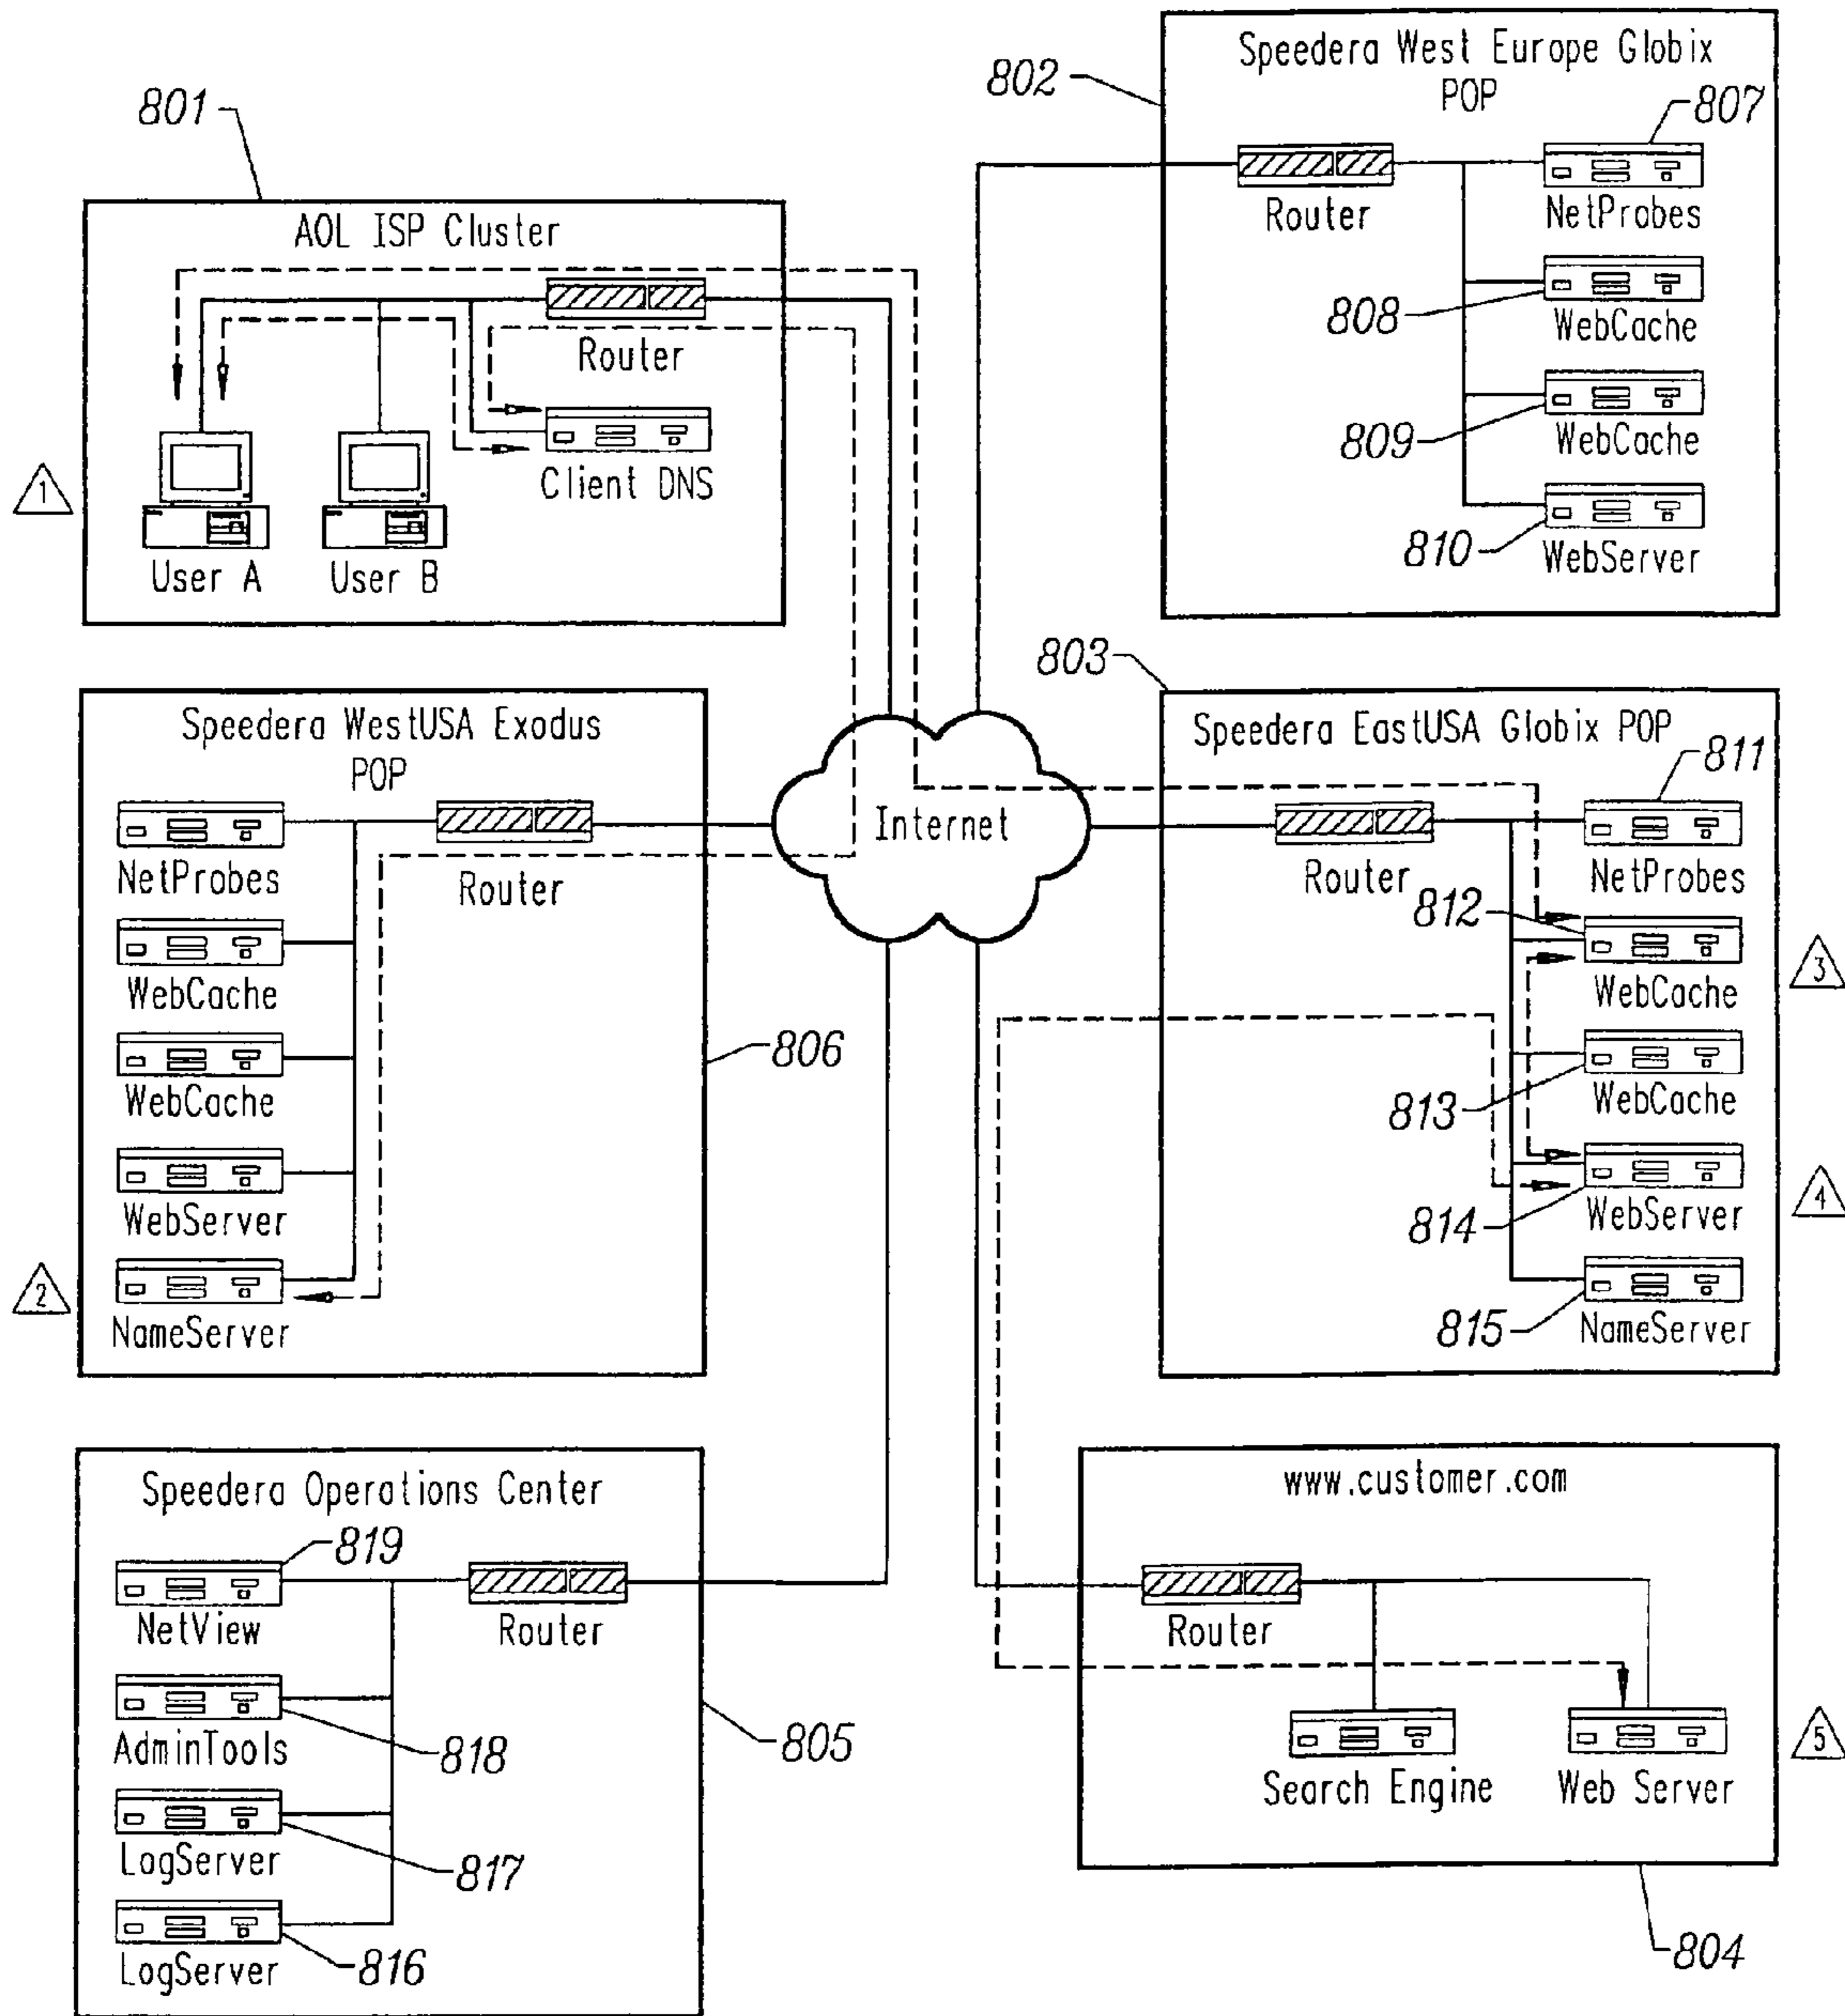 801
AOL ISP Cluster
Router
Client DNS
1
User A
User B
802
Speedera West Europe Globix
POP
807
Router
NetProbes
808
WebCache
809
WebCache
810
WebServer
Speedera WestUSA Exodus
POP
NetProbes
Router
WebCache
WebCache
806
WebServer
2
NameServer
Internet
803
Speedera EastUSA Globix POP
811
Router
NetProbes
812
WebCache
3
813
WebCache
814
WebServer
4
815
NameServer
Speedera Operations Center
819
NetView
Router
AdminTools
818
805
LogServer
817
LogServer
816
www.customer.com
Router
Search Engine
Web Server
5
804